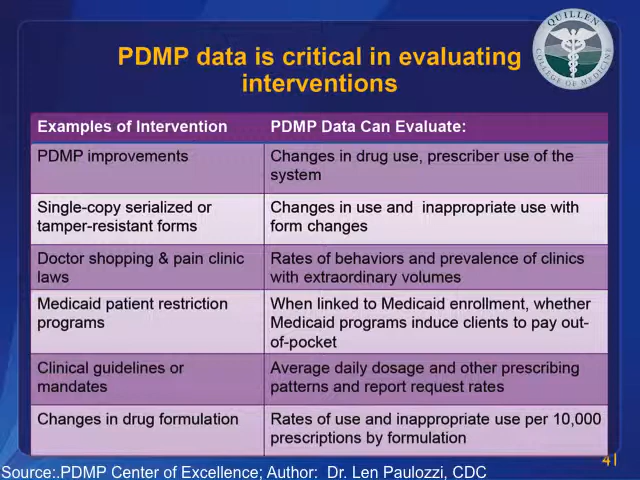 PDMP data is critical in evaluating
interventions
QUILLEN
COLLEGE OF MEDICINE
Examples of Intervention
PDMP Data Can Evaluate:
PDMP improvements
Changes in drug use, prescriber use of the
system
Single-copy serialized or
tamper-resistant forms
Changes in use and inappropriate use with
form changes
Doctor shopping & pain clinic
laws
Rates of behaviors and prevalence of clinics
with extraordinary volumes
Medicaid patient restriction
programs
When linked to Medicaid enrollment, whether
Medicaid programs induce clients to pay out-
of-pocket
Clinical guidelines or
mandates
Average daily dosage and other prescribing
patterns and report request rates
Changes in drug formulation
Rates of use and inappropriate use per 10,000
prescriptions by formulation
41
Source:.PDMP Center of Excellence; Author: Dr. Len Paulozzi, CDC